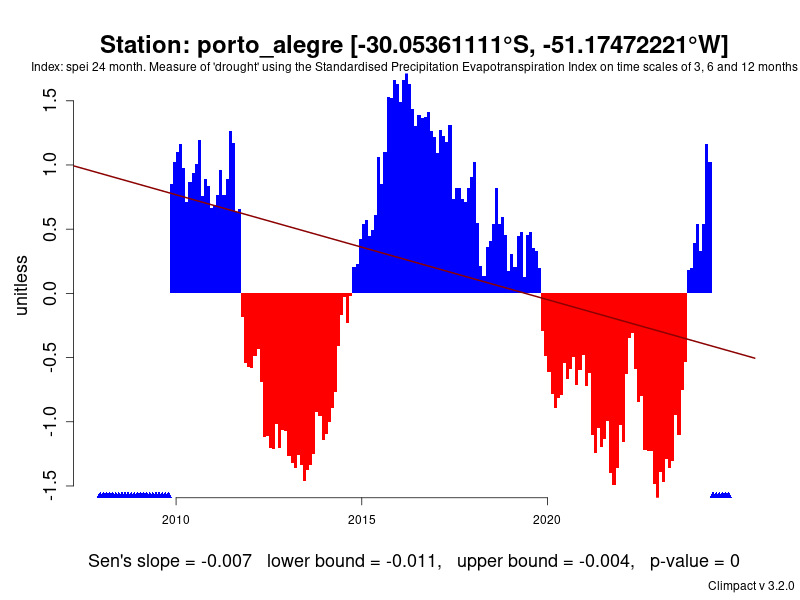 Station: porto_alegre [-30.05361111°S, -51.17472221°W]
Index: spei 24 month. Measure of 'drought' using the Standardised Precipitation Evapotranspiration Index on time scales of 3, 6 and 12 months
unitless
1.5
1.0
0.5
0.0
-0.5
-1.0
-1.5
2010 2015 2020
Sen's slope = -0.007 lower bound = -0.011, upper bound = -0.004, p-value = 0
Climpact v 3.2.0